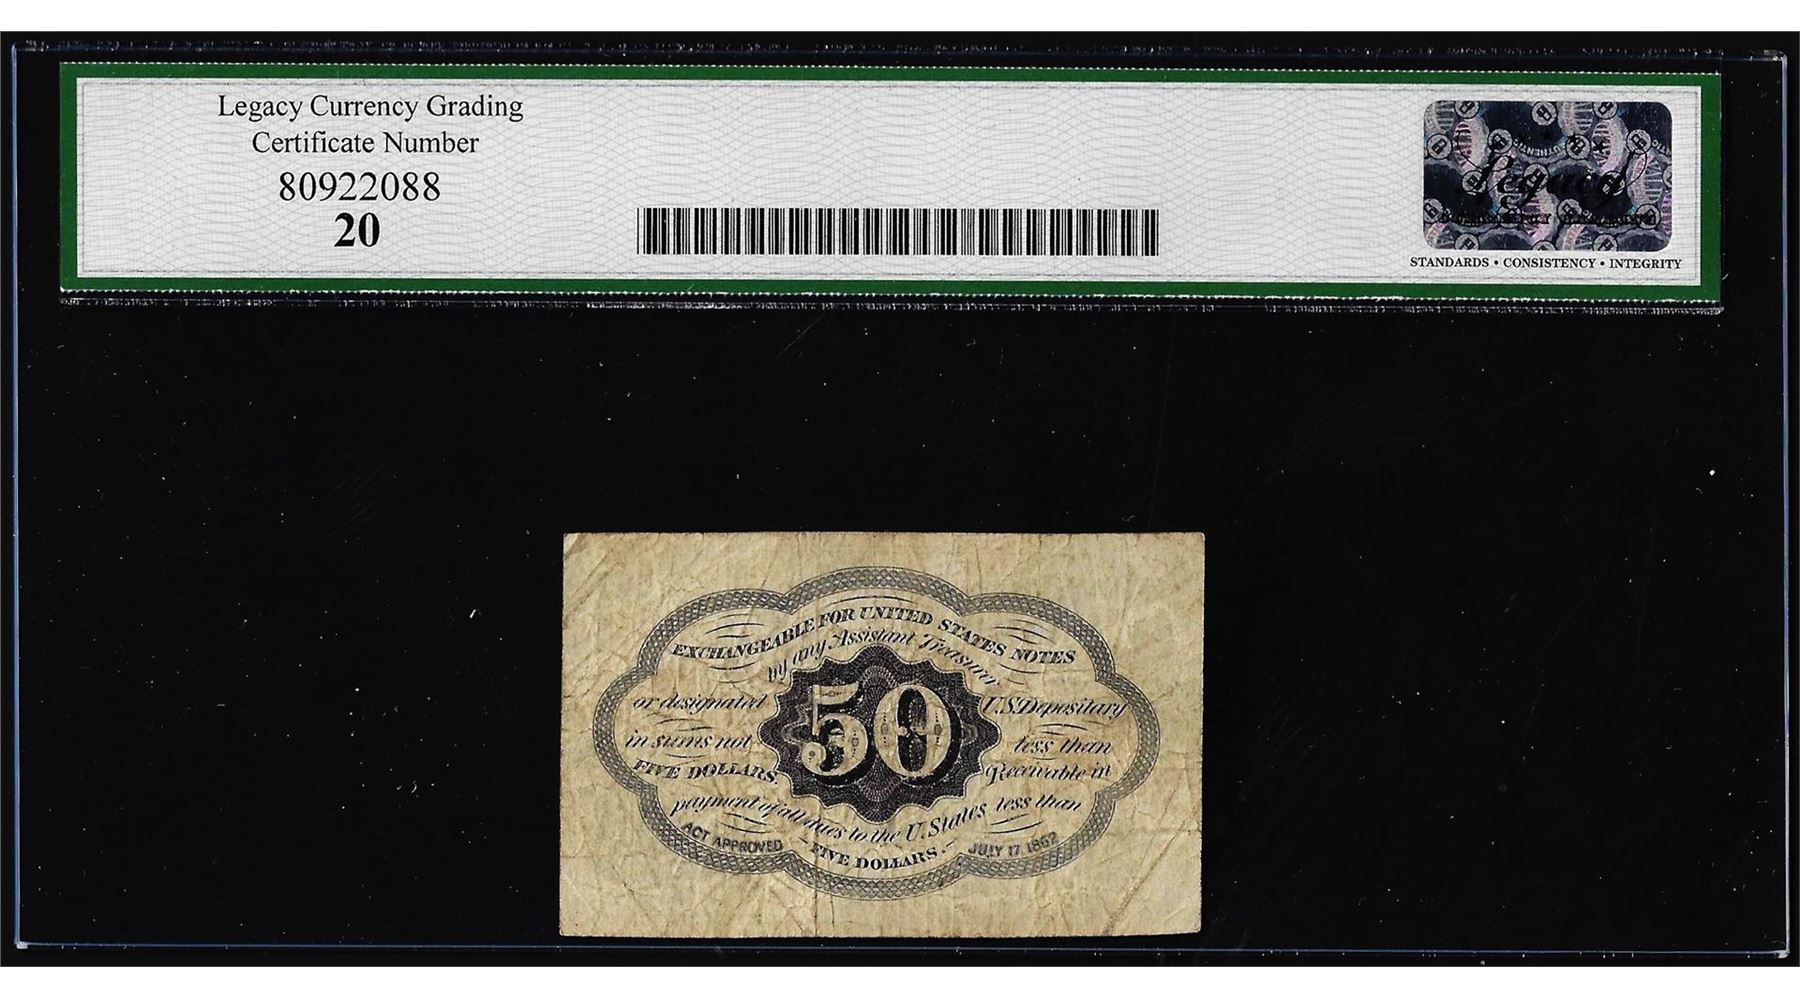 Legacy Currency Grading
Certificate Number
80922088
20
Legacy
STANDARDS • CONSISTENCY • INTEGRITY
EXCHANGEABLE FOR UNITED STATES NOTES
by any Assistant Treasurer
or designated U.S. Depositary
in sums not less than
FIVE DOLLARS. Receivable in
payment of all dues to the U. States less than
FIVE DOLLARS.
50
ACT APPROVED JULY 17 1862